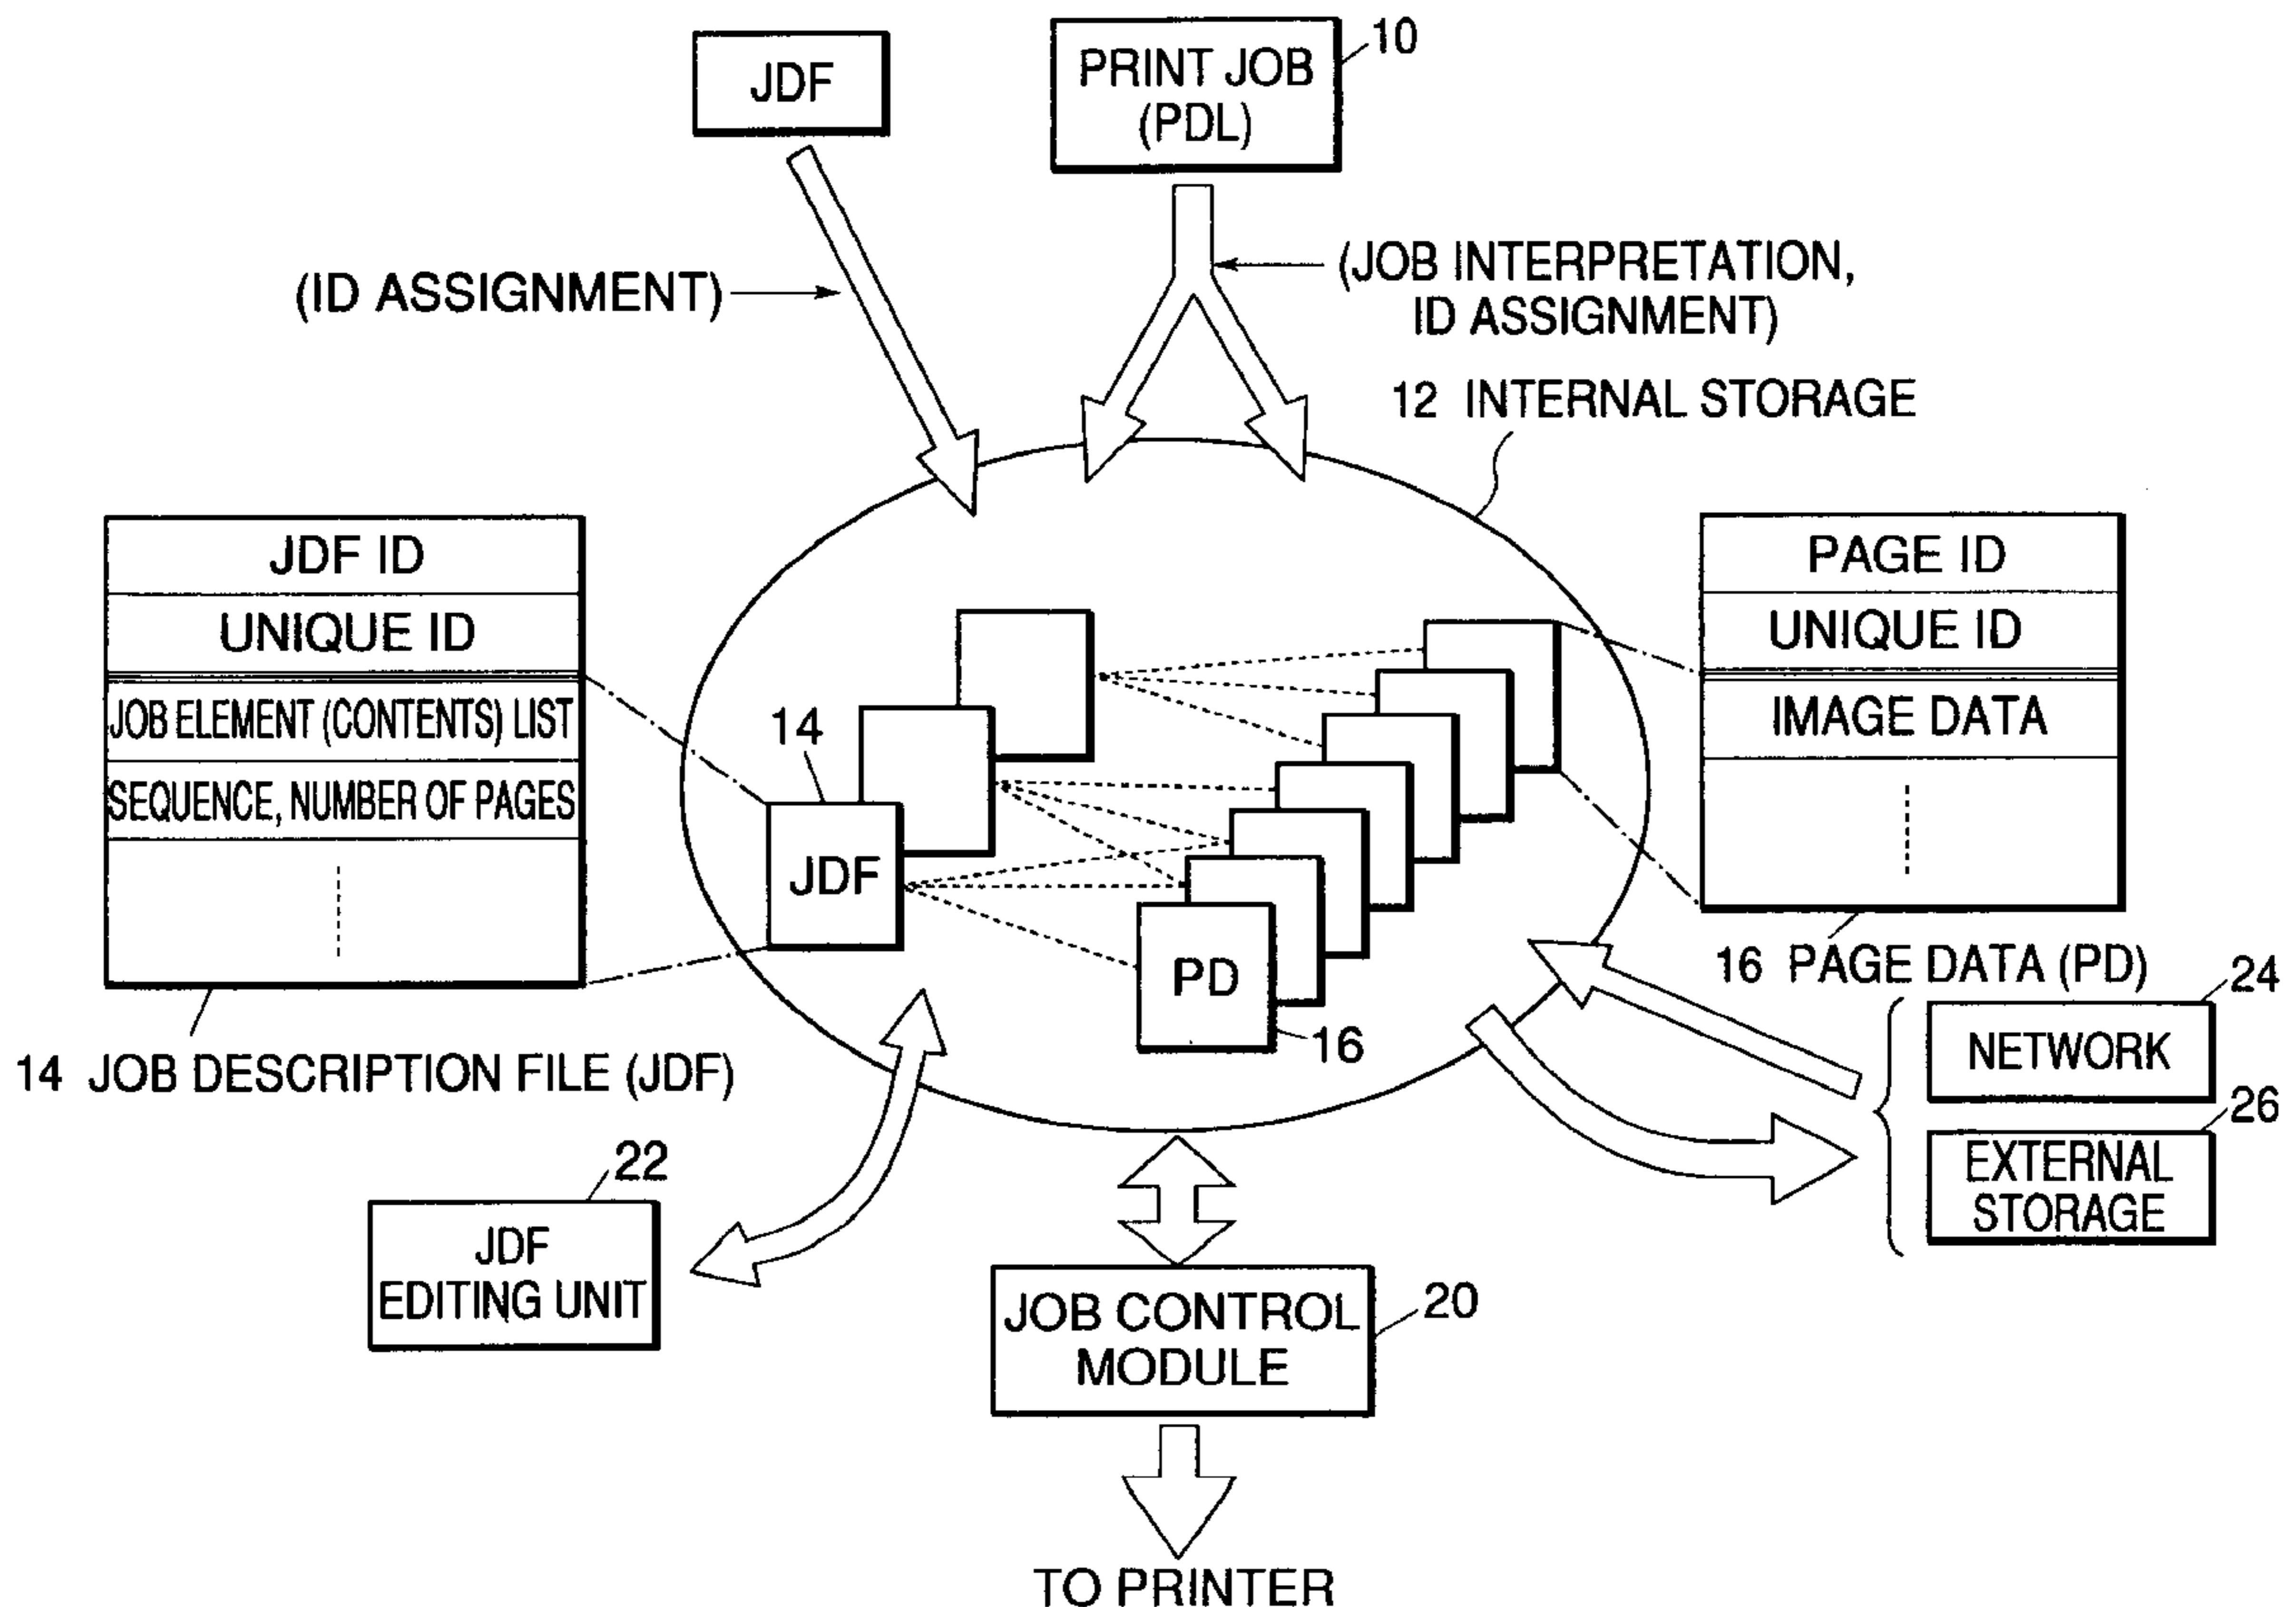 JDF
PRINT JOB
(PDL)
10
(ID ASSIGNMENT)
(JOB INTERPRETATION,
ID ASSIGNMENT)
12 INTERNAL STORAGE
JDF ID
UNIQUE ID
JOB ELEMENT (CONTENTS) LIST
SEQUENCE, NUMBER OF PAGES
14 JOB DESCRIPTION FILE (JDF)
14
JDF
PD
16
PAGE ID
UNIQUE ID
IMAGE DATA
16 PAGE DATA (PD)
24
NETWORK
26
EXTERNAL
STORAGE
22
JDF
EDITING UNIT
JOB CONTROL
MODULE
20
TO PRINTER